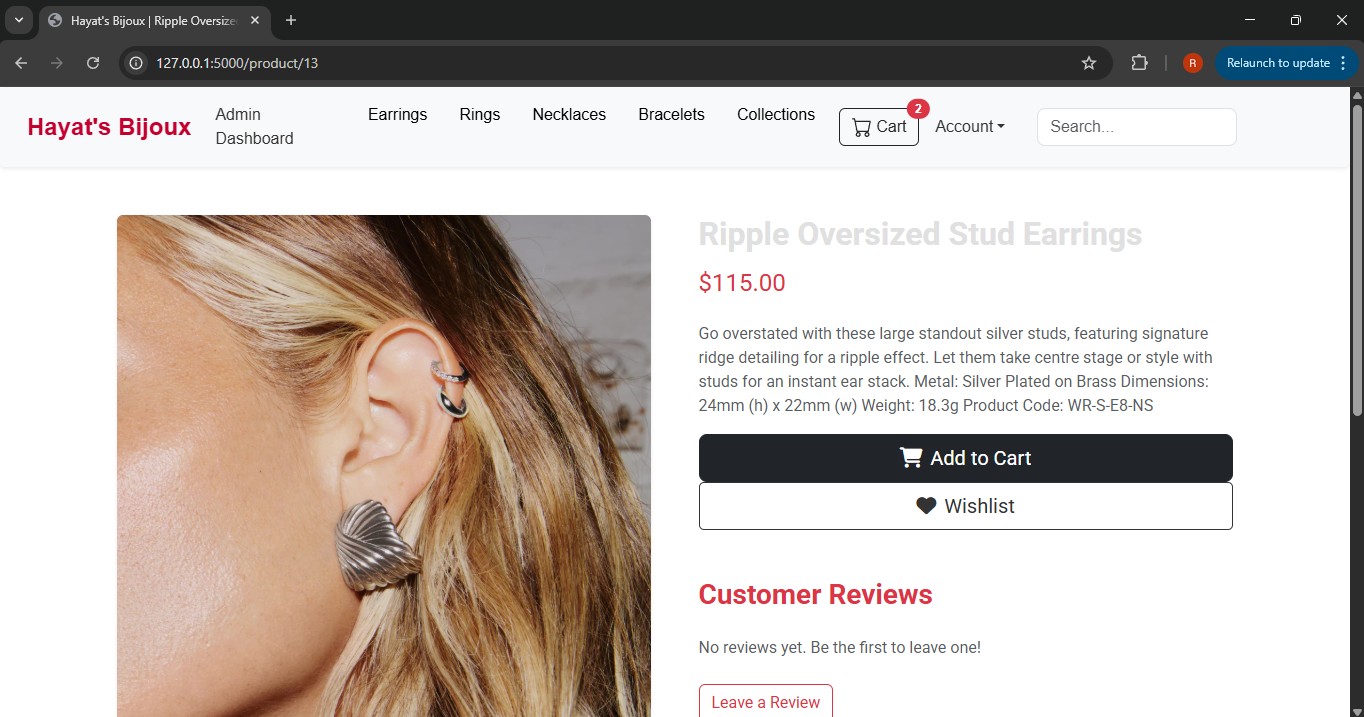 Hayat's Bijoux | Ripple Oversize
127.0.0.1:5000/product/13
R
Relaunch to update
Hayat's Bijoux
Admin
Dashboard
Earrings
Rings
Necklaces
Bracelets
Collections
Cart
2
Account
Search...
Ripple Oversized Stud Earrings
$115.00
Go overstated with these large standout silver studs, featuring signature
ridge detailing for a ripple effect. Let them take centre stage or style with
studs for an instant ear stack. Metal: Silver Plated on Brass Dimensions:
24mm (h) x 22mm (w) Weight: 18.3g Product Code: WR-S-E8-NS
Add to Cart
Wishlist
Customer Reviews
No reviews yet. Be the first to leave one!
Leave a Review